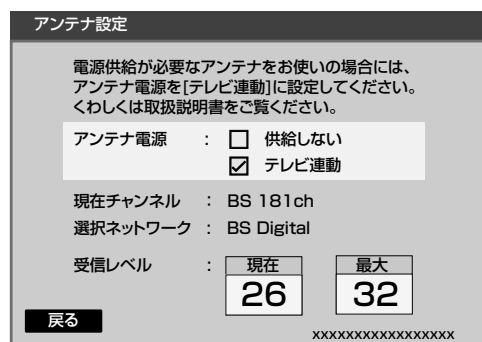 アンテナ設定
電源供給が必要なアンテナをお使いの場合には、
アンテナ電源を[テレビ連動]に設定してください。
くわしくは取扱説明書をご覧ください。
アンテナ電源 : 供給しない
テレビ連動
現在チャンネル : BS 181ch
選択ネットワーク : BS Digital
受信レベル : 現在 最大
26 32
戻る
xxxxxxxxxxxxxxxxx